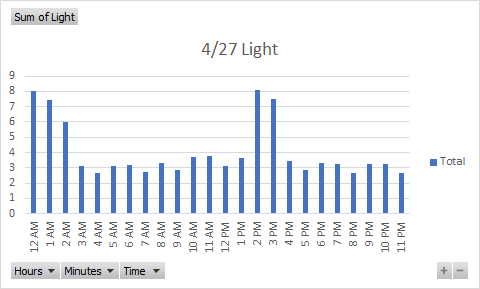 Sum of Light
4/27 Light
9
8
7
6
5
4
3
2
1
0
12 AM
1 AM
2 AM
3 AM
4 AM
5 AM
6 AM
7 AM
8 AM
9 AM
10 AM
11 AM
12 PM
1 PM
2 PM
3 PM
4 PM
5 PM
6 PM
7 PM
8 PM
9 PM
10 PM
11 PM
Total
Hours Minutes Time
+ −